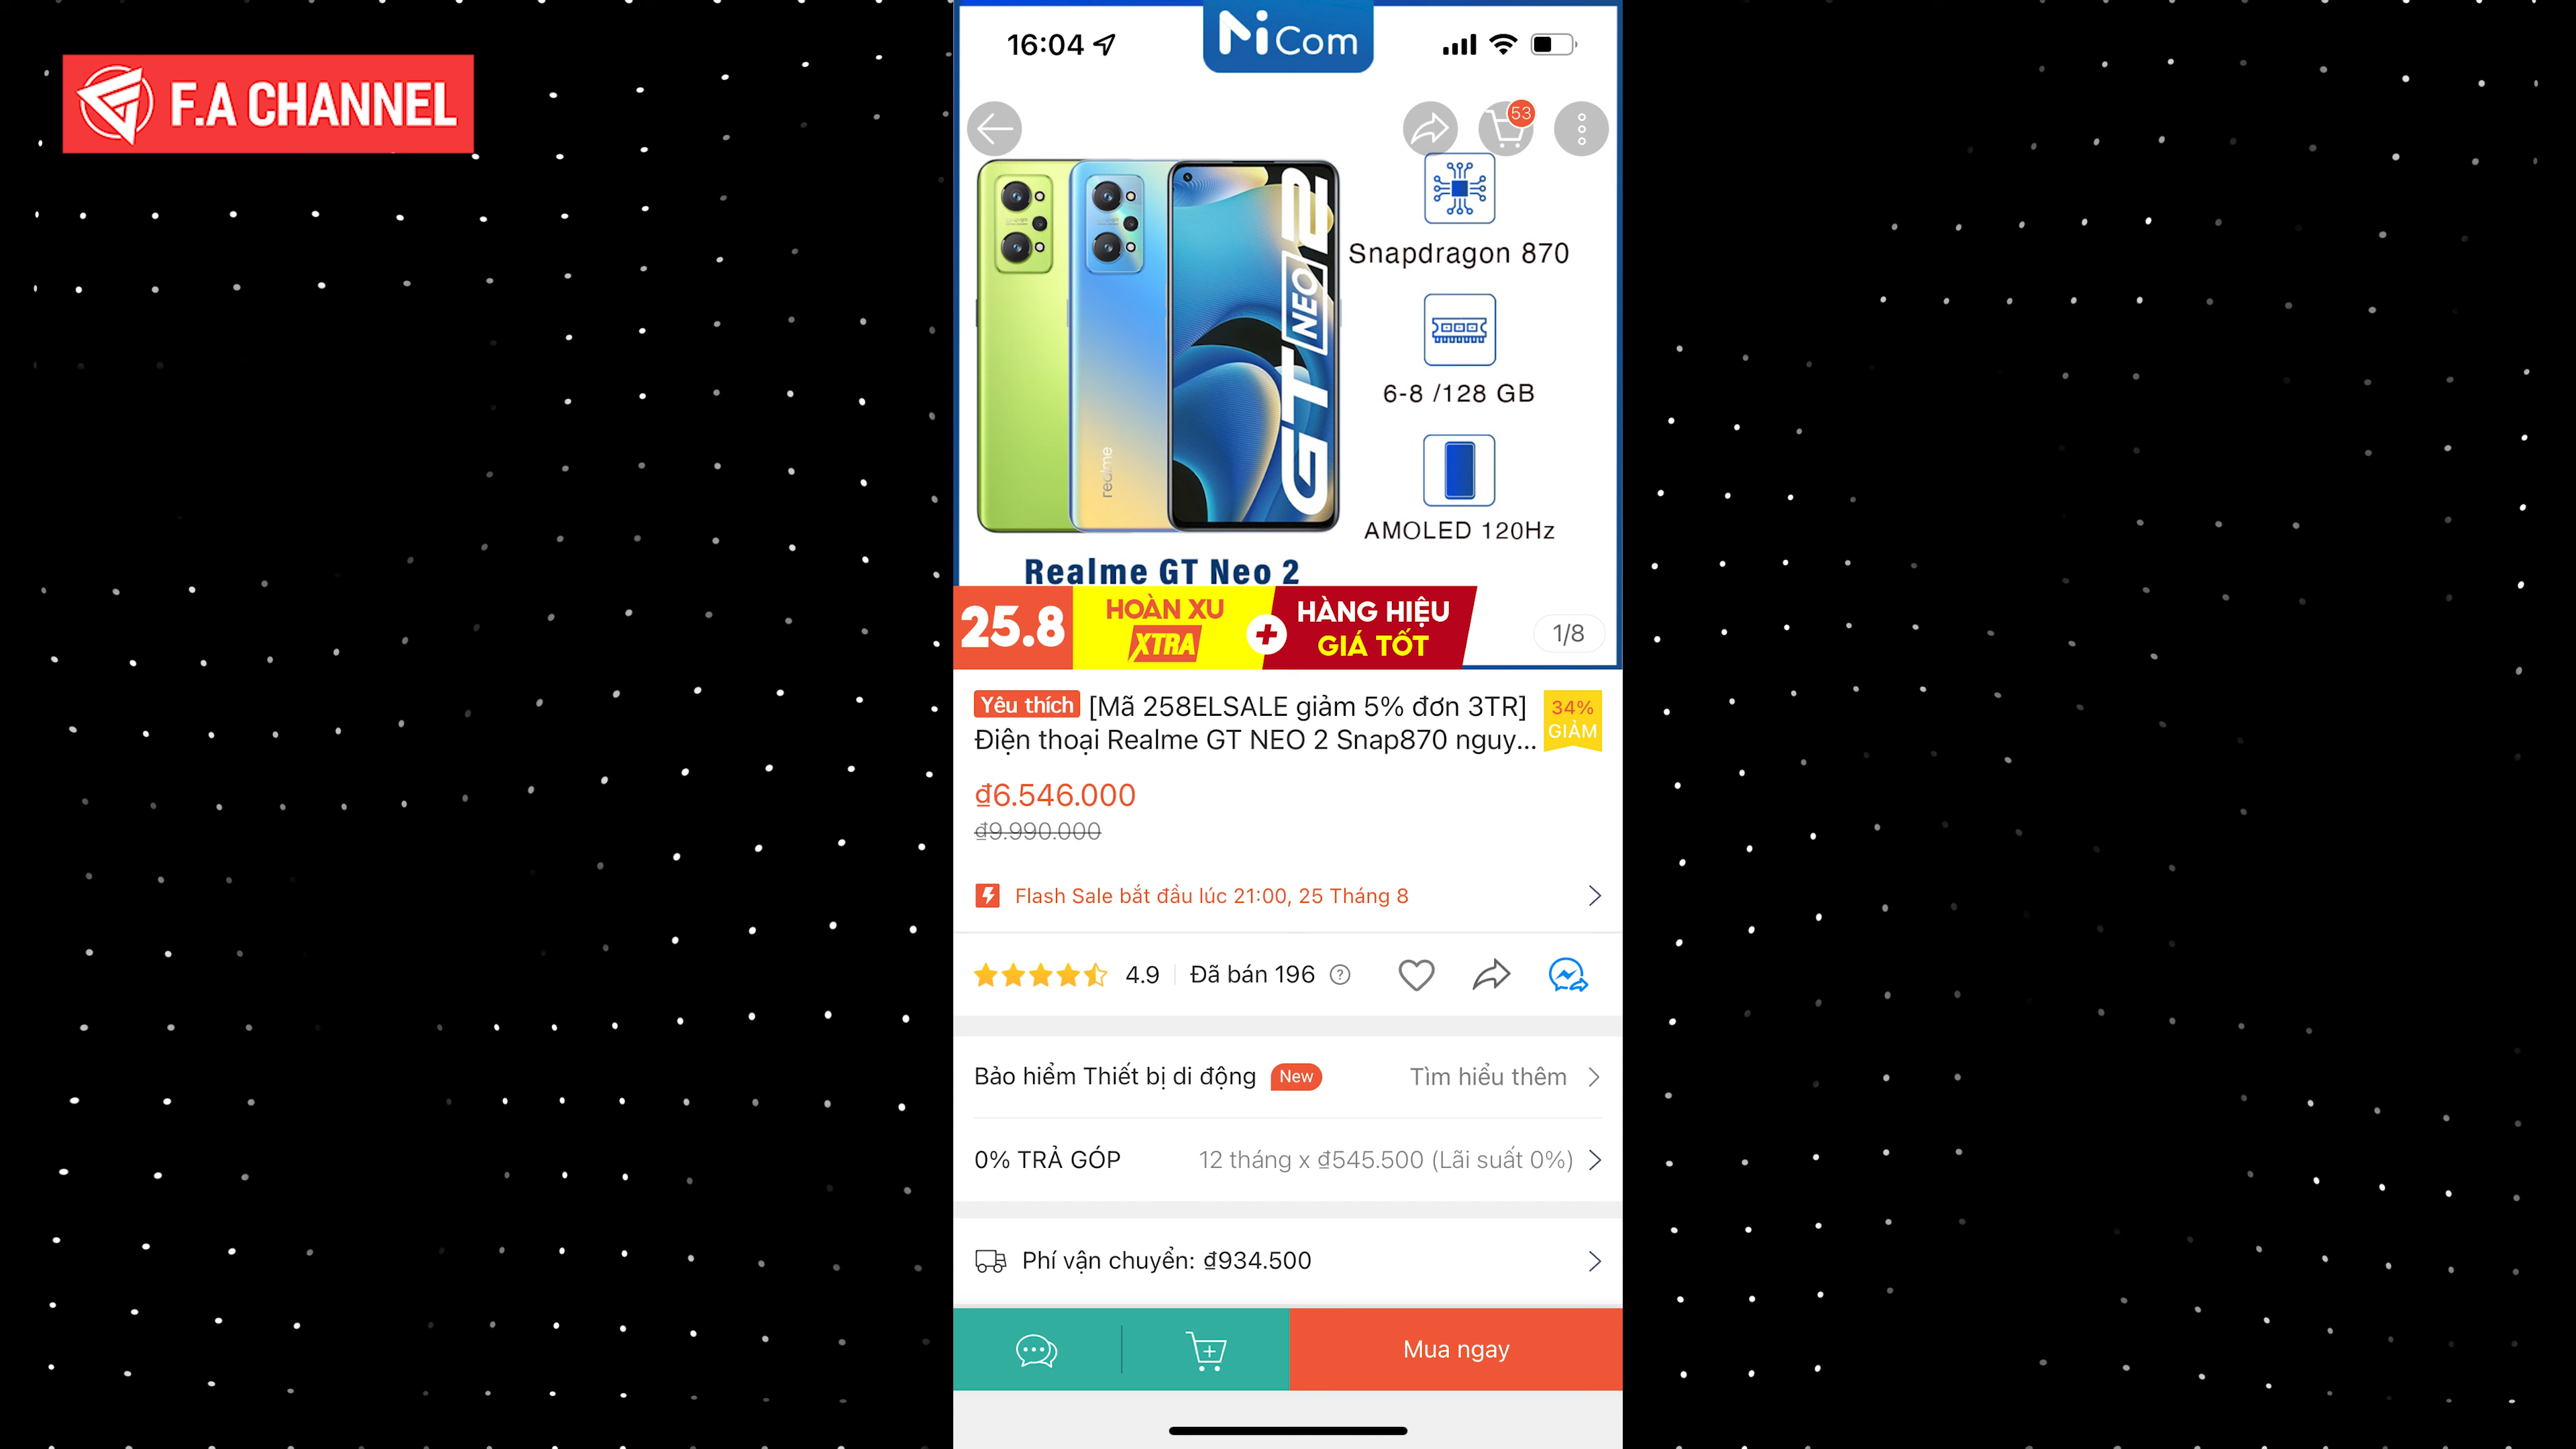 F.A CHANNEL
16:04
MiCom
53
GT NEO 2
realme
Snapdragon 870
6-8 /128 GB
AMOLED 120Hz
Realme GT Neo 2
25.8
HOÀN XU
XTRA
+
HÀNG HIỆU
GIÁ TỐT
1/8
Yêu thích [Mã 258ELSALE giảm 5% đơn 3TR]
Điện thoại Realme GT NEO 2 Snap870 nguy...
34%
GIẢM
₫6.546.000
₫9.990.000
Flash Sale bắt đầu lúc 21:00, 25 Tháng 8
4.9 Đã bán 196 ?
Bảo hiểm Thiết bị di động New Tìm hiểu thêm
0% TRẢ GÓP 12 tháng x ₫545.500 (Lãi suất 0%)
Phí vận chuyển: ₫934.500
Mua ngay